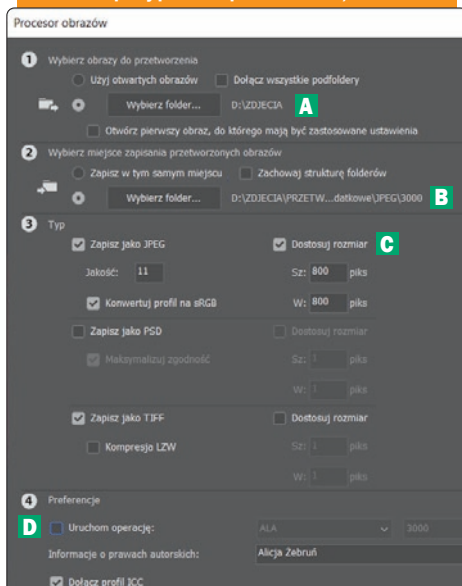 Procesor obrazów
1 Wybierz obrazy do przetworzenia
Użyj otwartych obrazów Dołącz wszystkie podfoldery
Wybierz folder... D:\ZDJECIA A
Otwórz pierwszy obraz, do którego mają być zastosowane ustawienia
2 Wybierz miejsce zapisania przetworzonych obrazów
Zapisz w tym samym miejscu Zachowaj strukturę folderów
Wybierz folder... D:\ZDJECIA\PRZETW...datkowe\JPEG\3000 B
3 Typ
Zapisz jako JPEG Dostosuj rozmiar C
Jakość: 11 Sz: 800 piks
Konwertuj profil na sRGB W: 800 piks
Zapisz jako PSD Dostosuj rozmiar
Maksymalizuj zgodność Sz: 1 piks
W: 1 piks
Zapisz jako TIFF Dostosuj rozmiar
Kompresja LZW Sz: 1 piks
W: 1 piks
4 Preferencje
D Uruchom operację: ALA 3000
Informacje o prawach autorskich: Alicja Żebruń
Dołącz profil ICC